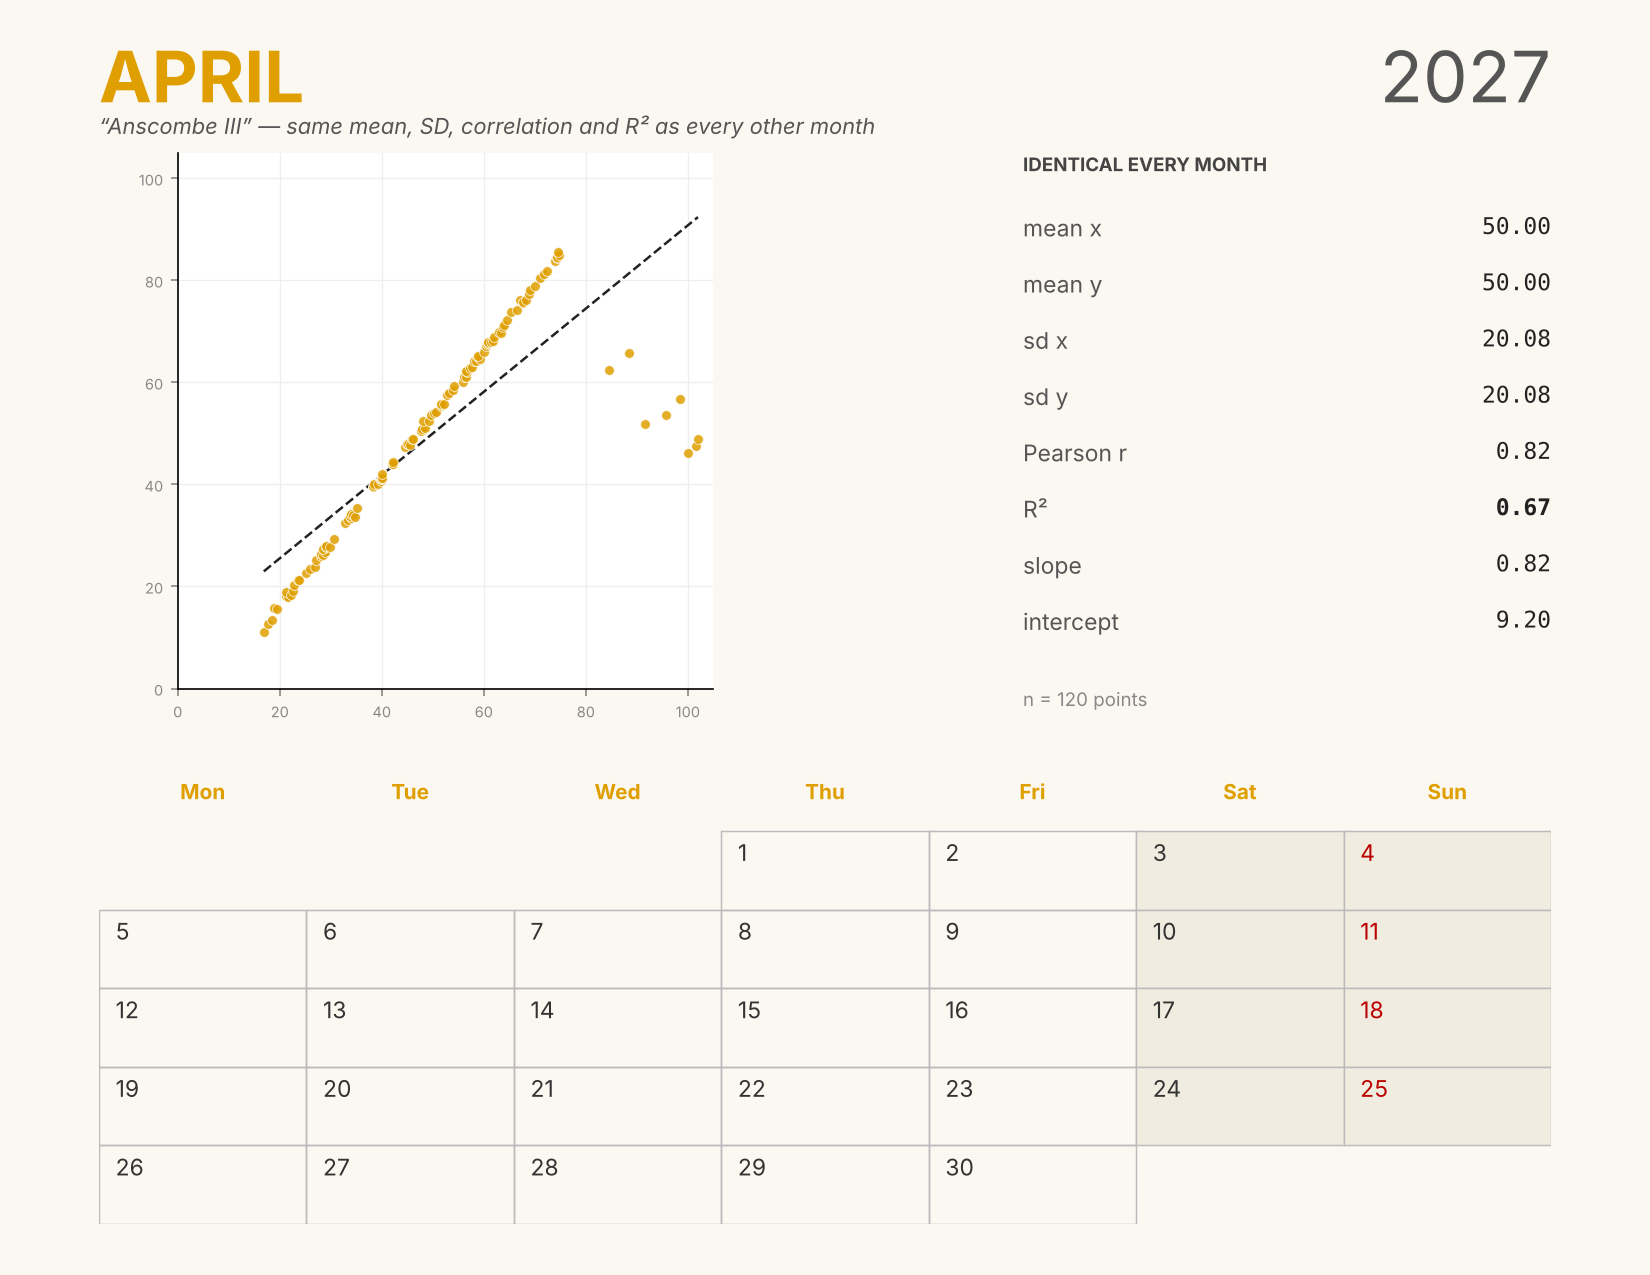 APRIL 2027
“Anscombe III” — same mean, SD, correlation and R² as every other month
100
80
60
40
20
0
0 20 40 60 80 100
IDENTICAL EVERY MONTH
mean x 50.00
mean y 50.00
sd x 20.08
sd y 20.08
Pearson r 0.82
R² 0.67
slope 0.82
intercept 9.20
n = 120 points
Mon Tue Wed Thu Fri Sat Sun
1 2 3 4
5 6 7 8 9 10 11
12 13 14 15 16 17 18
19 20 21 22 23 24 25
26 27 28 29 30